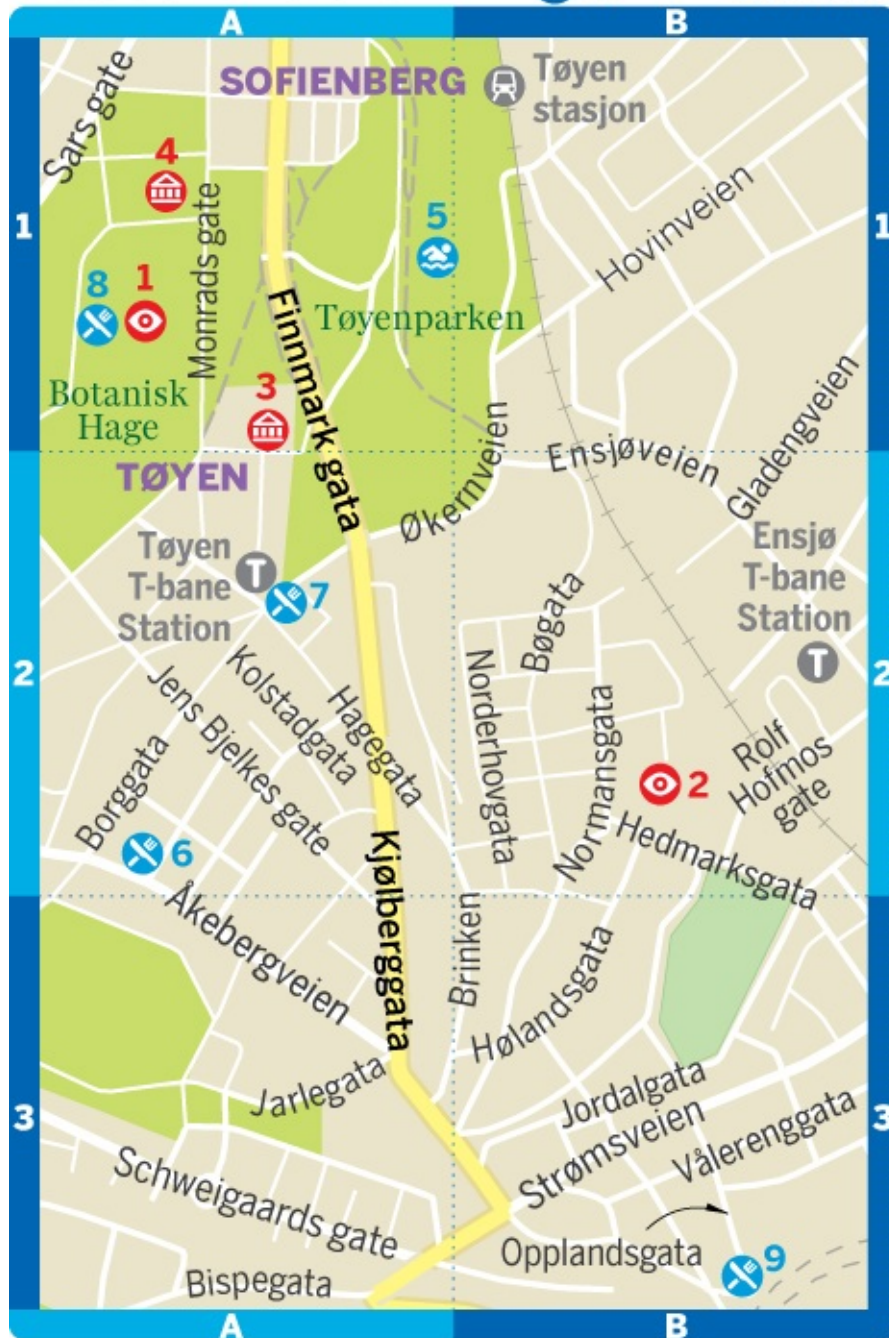 A
B
SOFIENBERG
Tøyen
stasjon
Sars gate
4
1
1
5
Monrads gate
Hovinveien
8
1
Finnmark gata
Tøyenparken
3
Botanisk
Hage
Gladengveien
Ensjøveien
TØYEN
Økernveien
Tøyen
T-bane
Station
T
7
Ensjø
T-bane
Station
T
Bøgata
2
2
Kolstadgata
Hagegata
Norderhovgata
Normansgata
Jens Bjelkes gate
Rolf
Hofmos
gate
2
Borggata
6
Hedmarksgata
Kjølberggata
Åkebergveien
Brinken
Hølandsgata
Jarlegata
Jordalgata
3
3
Strømsveien
Vålerenggata
Schweigaards gate
Opplandsgata
9
Bispegata
A
B